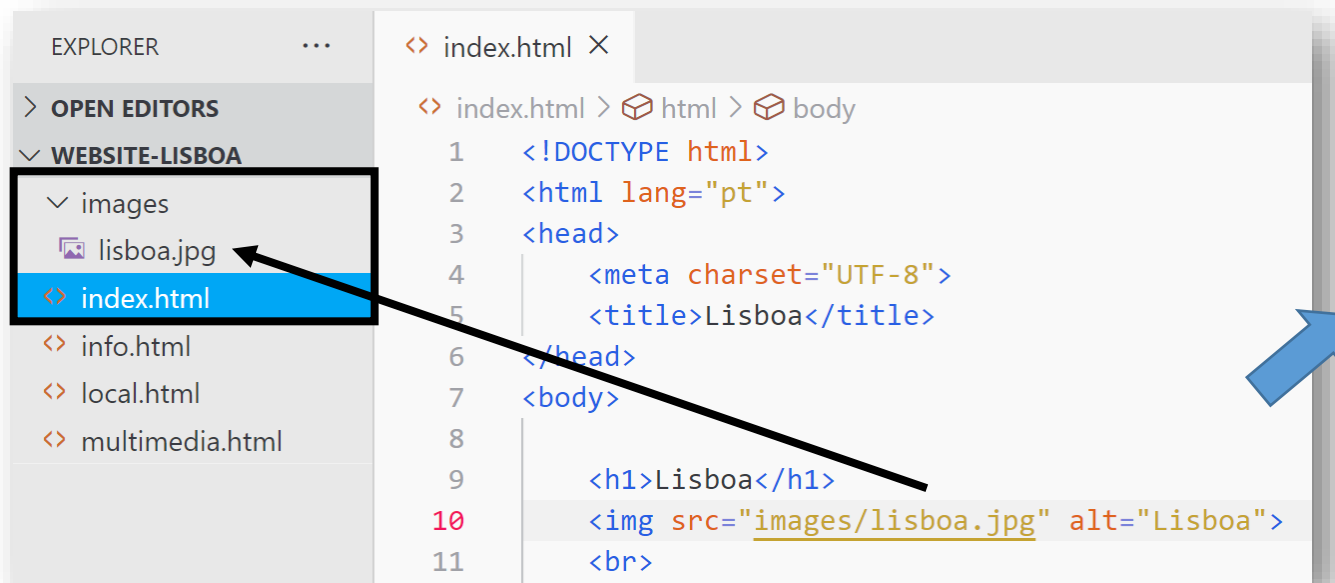 EXPLORER ···
OPEN EDITORS
WEBSITE-LISBOA
images
lisboa.jpg
index.html
info.html
local.html
multimedia.html
<> index.html ×
<> index.html > html > body
1 <!DOCTYPE html>
2 <html lang="pt">
3 <head>
4 <meta charset="UTF-8">
5 <title>Lisboa</title>
6 </head>
7 <body>
8
9 <h1>Lisboa</h1>
10 <img src="images/lisboa.jpg" alt="Lisboa">
11 <br>